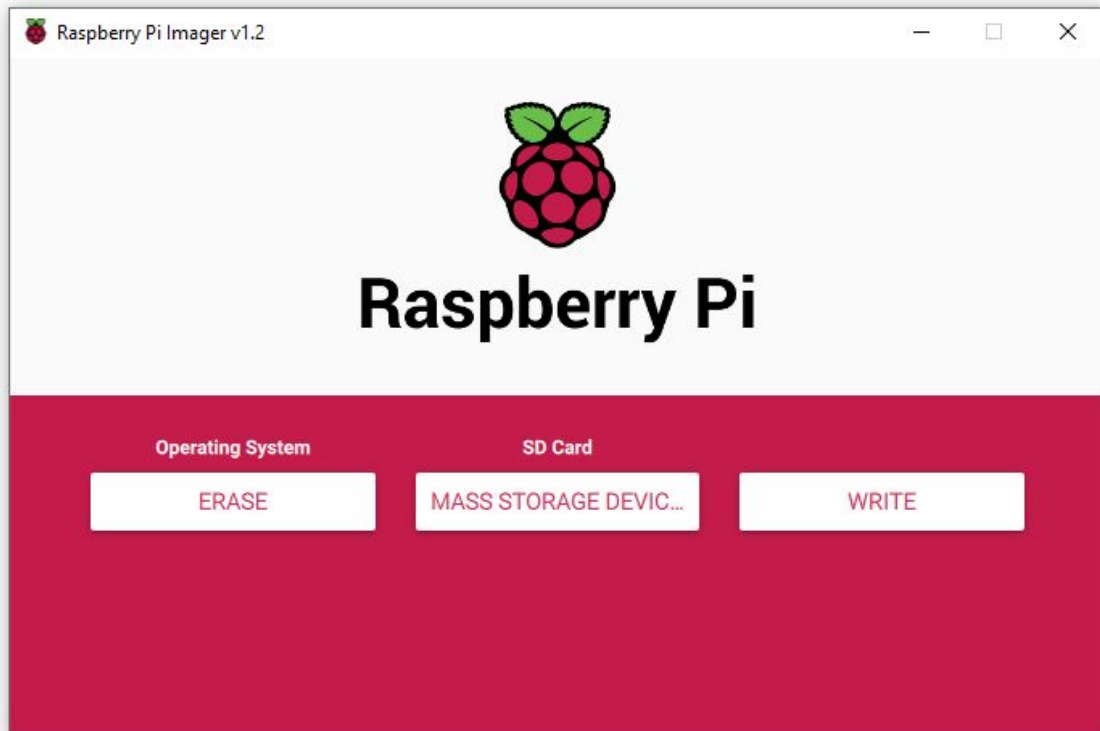 Raspberry Pi Imager v1.2
Raspberry Pi
Operating System
SD Card
ERASE
MASS STORAGE DEVIC...
WRITE